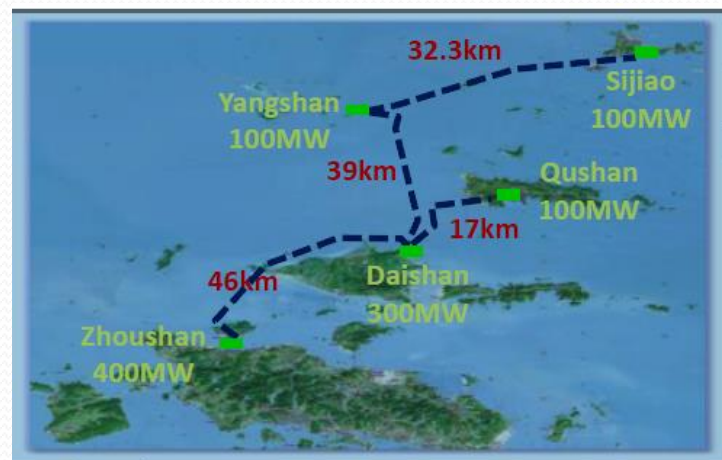 32.3km
Sijiao
100MW
Yangshan
100MW
39km
Qushan
100MW
17km
Daishan
300MW
46km
Zhoushan
400MW